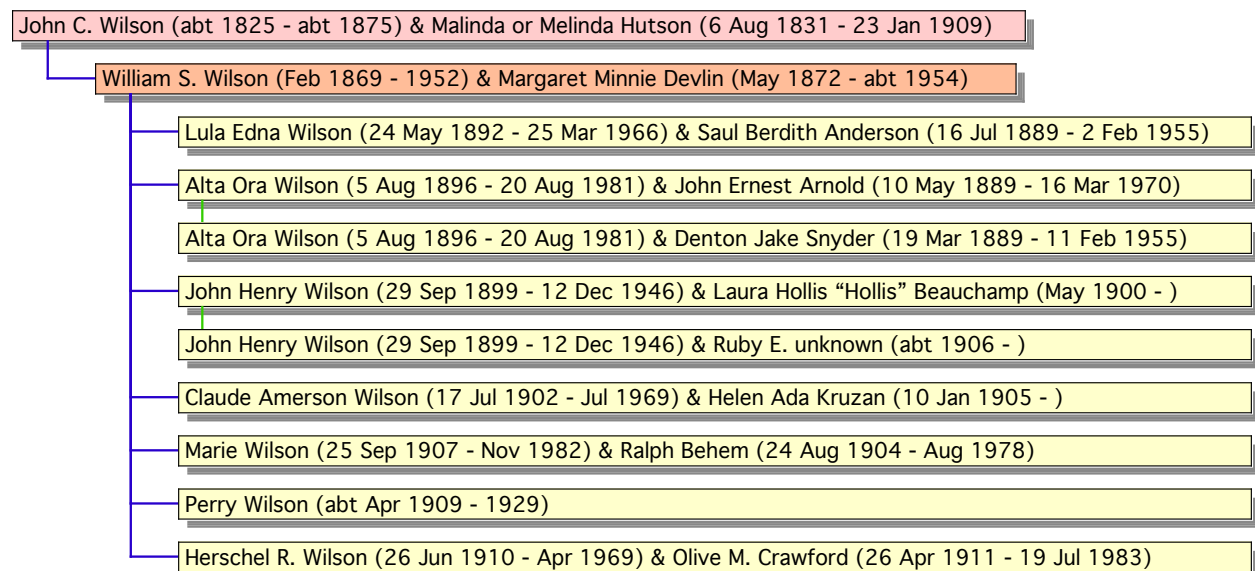 John C. Wilson (abt 1825 - abt 1875) & Malinda or Melinda Hutson (6 Aug 1831 - 23 Jan 1909)
William S. Wilson (Feb 1869 - 1952) & Margaret Minnie Devlin (May 1872 - abt 1954)
Lula Edna Wilson (24 May 1892 - 25 Mar 1966) & Saul Berdith Anderson (16 Jul 1889 - 2 Feb 1955)
Alta Ora Wilson (5 Aug 1896 - 20 Aug 1981) & John Ernest Arnold (10 May 1889 - 16 Mar 1970)
Alta Ora Wilson (5 Aug 1896 - 20 Aug 1981) & Denton Jake Snyder (19 Mar 1889 - 11 Feb 1955)
John Henry Wilson (29 Sep 1899 - 12 Dec 1946) & Laura Hollis “Hollis” Beauchamp (May 1900 - )
John Henry Wilson (29 Sep 1899 - 12 Dec 1946) & Ruby E. unknown (abt 1906 - )
Claude Amerson Wilson (17 Jul 1902 - Jul 1969) & Helen Ada Kruzan (10 Jan 1905 - )
Marie Wilson (25 Sep 1907 - Nov 1982) & Ralph Behem (24 Aug 1904 - Aug 1978)
Perry Wilson (abt Apr 1909 - 1929)
Herschel R. Wilson (26 Jun 1910 - Apr 1969) & Olive M. Crawford (26 Apr 1911 - 19 Jul 1983)